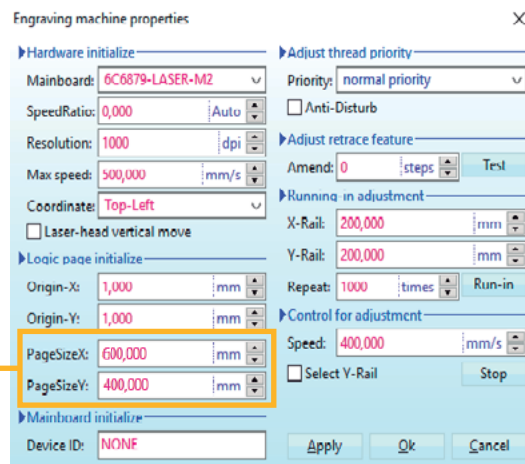 Engraving machine properties
Hardware initialize
Mainboard: 6C6879-LASER-M2
SpeedRatio: 0,000 Auto
Resolution: 1000 dpi
Max speed: 500,000 mm/s
Coordinate: Top-Left
Laser-head vertical move
Logic page initialize
Origin-X: 1,000 mm
Origin-Y: 1,000 mm
PageSizeX: 600,000 mm
PageSizeY: 400,000 mm
Mainboard initialize
Device ID: NONE
Adjust thread priority
Priority: normal priority
Anti-Disturb
Adjust retrace feature
Amend: 0 steps Test
Running-in adjustment
X-Rail: 200,000 mm
Y-Rail: 200,000 mm
Repeat: 1000 times Run-in
Control for adjustment
Speed: 400,000 mm/s
Select Y-Rail Stop
Apply Ok Cancel